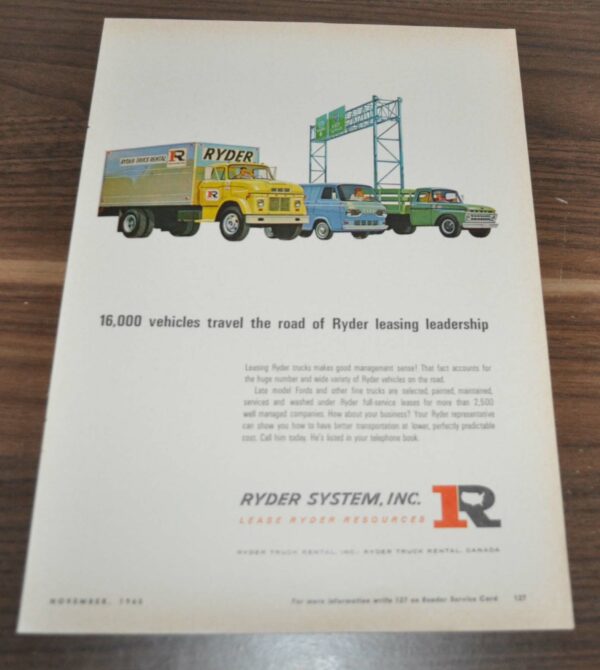 RYDER TRUCK RENTAL R
RYDER
R
16,000 vehicles travel the road of Ryder leasing leadership
Leasing Ryder trucks makes good management sense! That fact accounts for
the huge number and wide variety of Ryder vehicles on the road.
Late model Fords and other fine trucks are selected, painted, maintained,
serviced and washed under Ryder full-service leases for more than 2,500
well managed companies. How about your business? Your Ryder representative
can show you how to have better transportation at lower, perfectly predictable
cost. Call him today. He's listed in your telephone book.
RYDER SYSTEM, INC. R
LEASE RYDER RESOURCES
RYDER TRUCK RENTAL, INC.; RYDER TRUCK RENTAL, CANADA
NOVEMBER, For more information write 127 on Reader Service Card 127